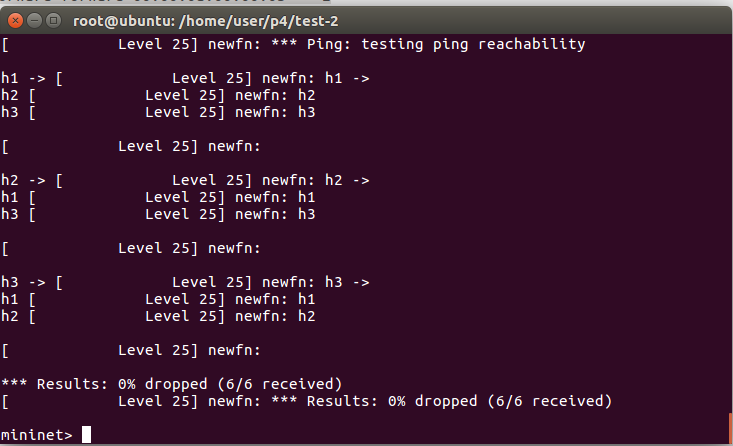 root@ubuntu: /home/user/p4/test-2
[ Level 25] newfn: *** Ping: testing ping reachability
h1 -> [ Level 25] newfn: h1 ->
h2 [ Level 25] newfn: h2
h3 [ Level 25] newfn: h3
[ Level 25] newfn:
h2 -> [ Level 25] newfn: h2 ->
h1 [ Level 25] newfn: h1
h3 [ Level 25] newfn: h3
[ Level 25] newfn:
h3 -> [ Level 25] newfn: h3 ->
h1 [ Level 25] newfn: h1
h2 [ Level 25] newfn: h2
[ Level 25] newfn:
*** Results: 0% dropped (6/6 received)
[ Level 25] newfn: *** Results: 0% dropped (6/6 received)
mininet>